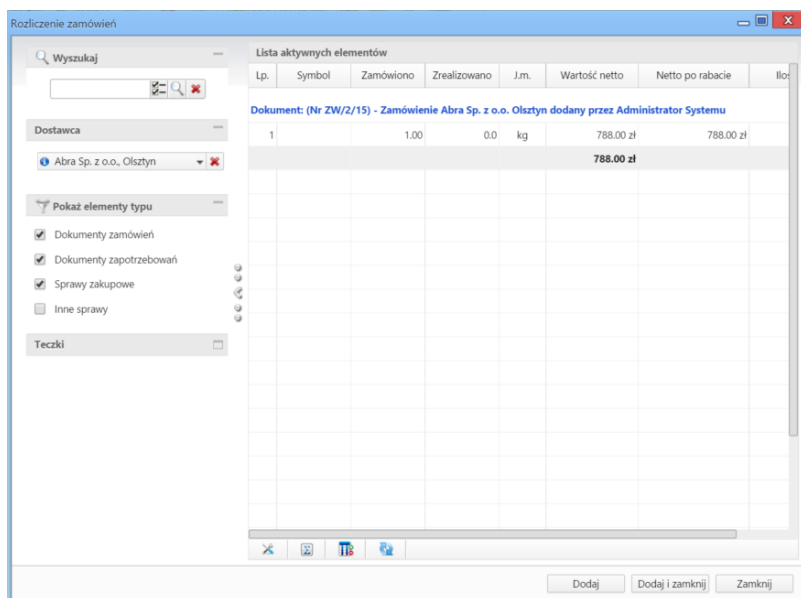 Rozliczenie zamówień
Wyszukaj
Dostawca
Abra Sp. z o.o., Olsztyn
Pokaż elementy typu
Dokumenty zamówień
Dokumenty zapotrzebowań
Sprawy zakupowe
Inne sprawy
Teczki
Lista aktywnych elementów
Lp. Symbol Zamówiono Zrealizowano J.m. Wartość netto Netto po rabacie Iloś
Dokument: (Nr ZW/2/15) - Zamówienie Abra Sp. z o.o. Olsztyn dodany przez Administrator Systemu
1 1.00 0.0 kg 788.00 zł 788.00 zł
788.00 zł
Dodaj Dodaj i zamknij Zamknij